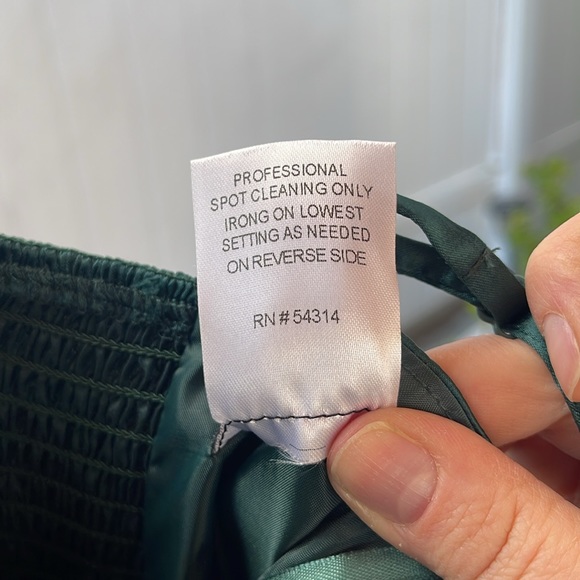 PROFESSIONAL
SPOT CLEANING ONLY
IRONG ON LOWEST
SETTING AS NEEDED
ON REVERSE SIDE
RN # 54314